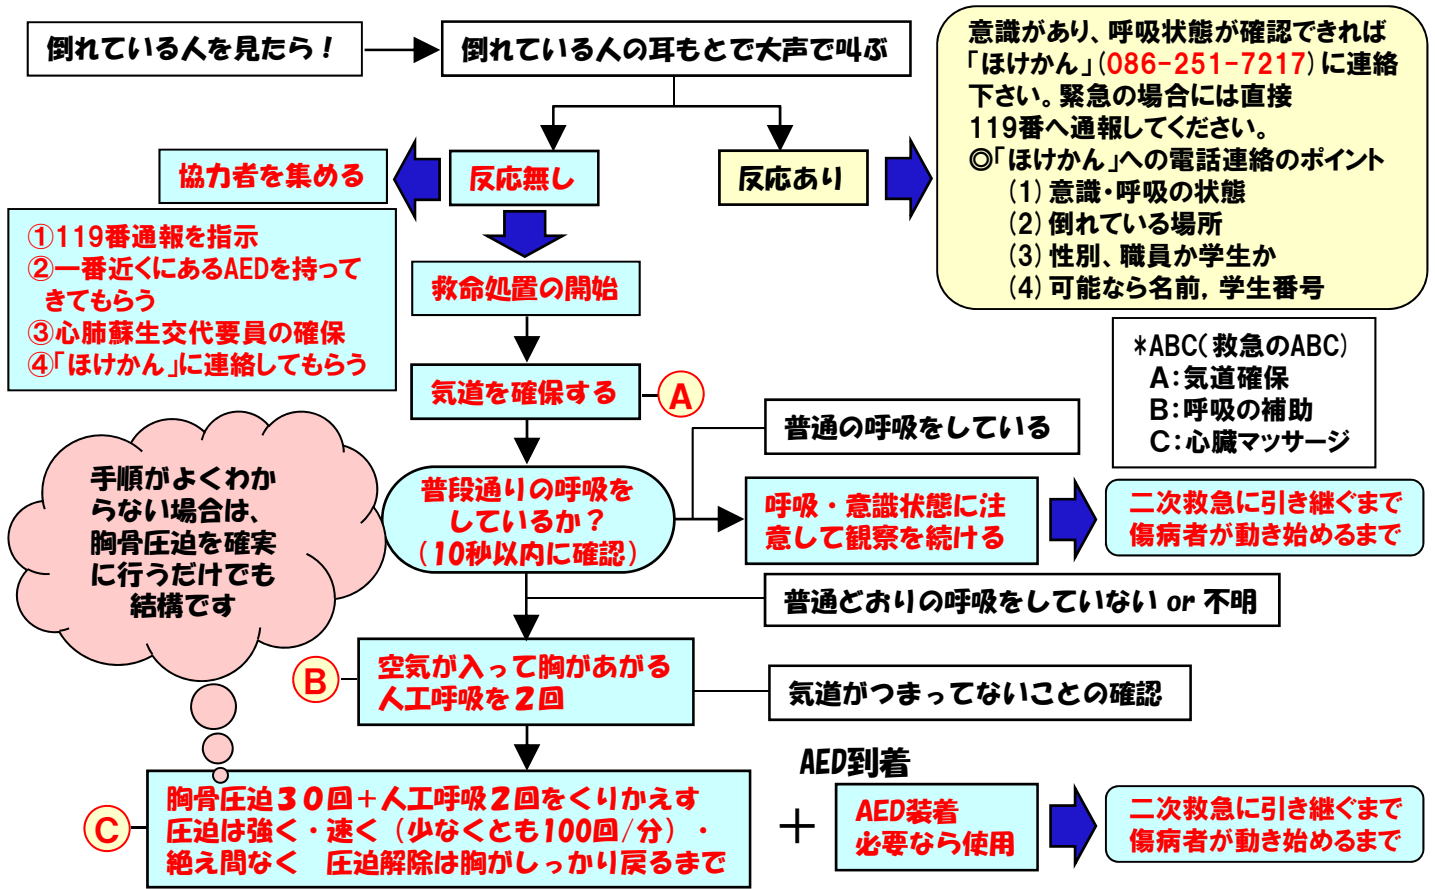 倒れている人を見たら！
倒れている人の耳もとで大声で叫ぶ
意識があり、呼吸状態が確認できれば
「ほけかん」(086-251-7217)に連絡
下さい。緊急の場合には直接
119番へ通報してください。
◎「ほけかん」への電話連絡のポイント
(1)意識・呼吸の状態
(2)倒れている場所
(3)性別、職員か学生か
(4)可能なら名前，学生番号
協力者を集める
反応無し
反応あり
①119番通報を指示
②一番近くにあるAEDを持って
きてもらう
③心肺蘇生交代要員の確保
④「ほけかん」に連絡してもらう
救命処置の開始
気道を確保する
A
*ABC(救急のABC)
A：気道確保
B：呼吸の補助
C：心臓マッサージ
普通の呼吸をしている
手順がよくわか
らない場合は、
胸骨圧迫を確実
に行うだけでも
結構です
普段通りの呼吸を
しているか？
（10秒以内に確認）
呼吸・意識状態に注
意して観察を続ける
二次救急に引き継ぐまで
傷病者が動き始めるまで
普通どおりの呼吸をしていない or 不明
B
空気が入って胸があがる
人工呼吸を２回
気道がつまってないことの確認
C
胸骨圧迫３０回＋人工呼吸２回をくりかえす
圧迫は強く・速く（少なくとも100回/分）・
絶え間なく　圧迫解除は胸がしっかり戻るまで
＋
AED到着
AED装着
必要なら使用
二次救急に引き継ぐまで
傷病者が動き始めるまで